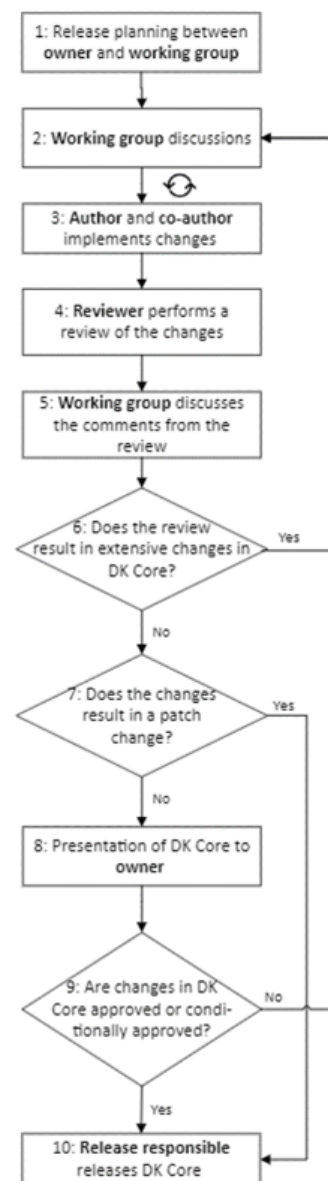 1: Release planning between
owner and working group
2: Working group discussions
3: Author and co-author
implements changes
4: Reviewer performs a
review of the changes
5: Working group discusses
the comments from the
review
6: Does the review
result in extensive changes in
DK Core?
Yes
No
7: Does the changes
result in a patch
change?
Yes
No
8: Presentation of DK Core to
owner
9: Are changes in DK
Core approved or condi-
tionally approved?
No
Yes
10: Release responsible
releases DK Core